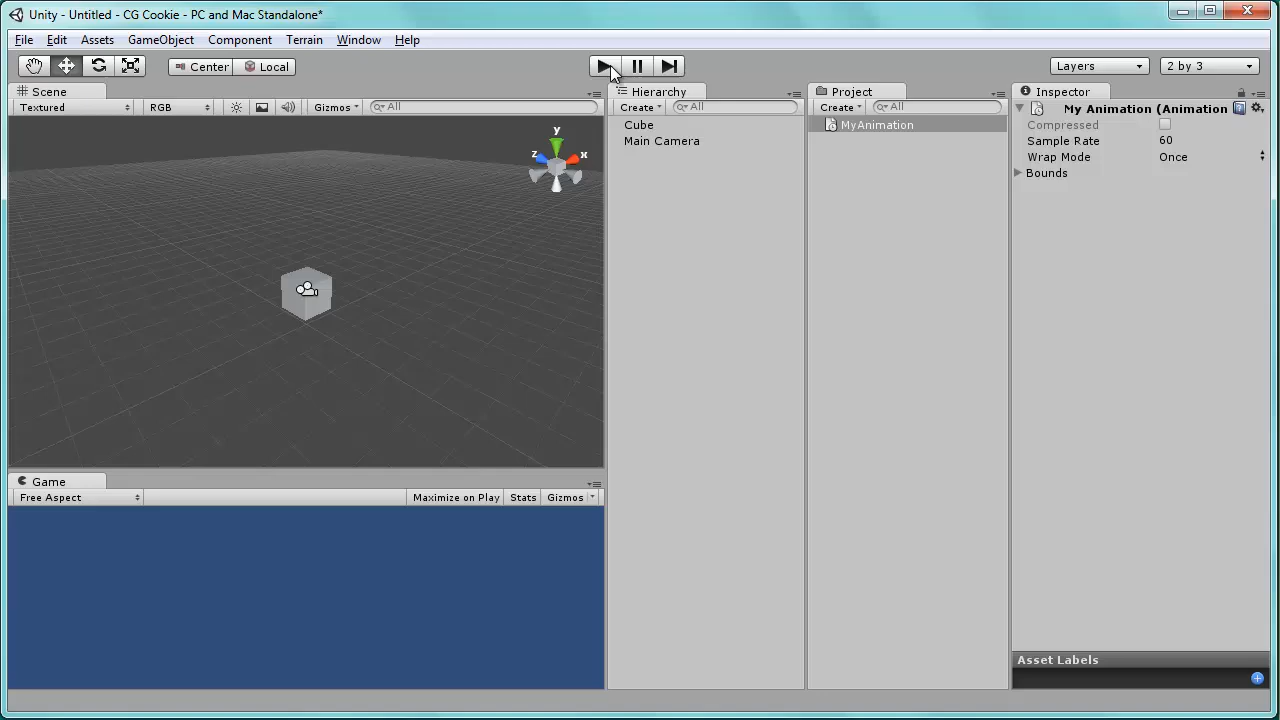 Unity - Untitled - CG Cookie - PC and Mac Standalone*
File Edit Assets GameObject Component Terrain Window Help
Center Local Layers 2 by 3
Scene
Textured RGB Gizmos All
y
z x
Game
Free Aspect Maximize on Play Stats Gizmos
Hierarchy
Create All
Cube
Main Camera
Project
Create All
MyAnimation
Inspector
My Animation (Animation
Compressed
Sample Rate 60
Wrap Mode Once
Bounds
Asset Labels